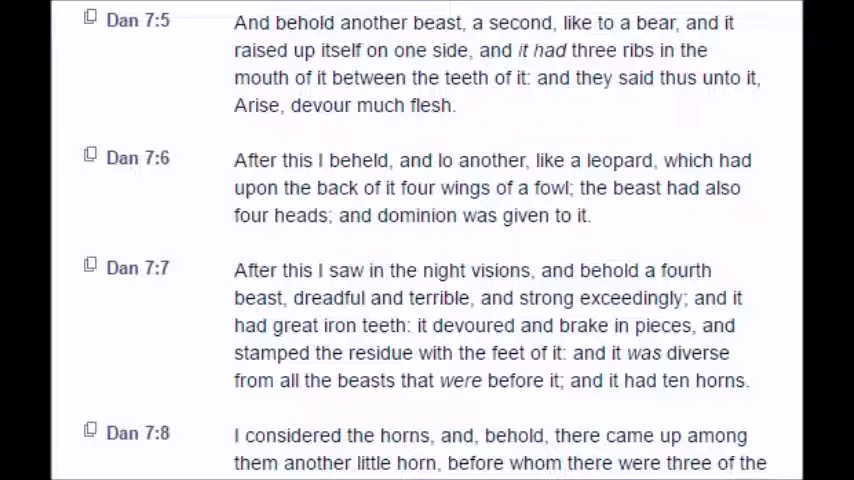 Dan 7:5 And behold another beast, a second, like to a bear, and it
raised up itself on one side, and it had three ribs in the
mouth of it between the teeth of it: and they said thus unto it,
Arise, devour much flesh.
Dan 7:6 After this I beheld, and lo another, like a leopard, which had
upon the back of it four wings of a fowl; the beast had also
four heads; and dominion was given to it.
Dan 7:7 After this I saw in the night visions, and behold a fourth
beast, dreadful and terrible, and strong exceedingly; and it
had great iron teeth: it devoured and brake in pieces, and
stamped the residue with the feet of it: and it was diverse
from all the beasts that were before it; and it had ten horns.
Dan 7:8 I considered the horns, and, behold, there came up among
them another little horn, before whom there were three of the